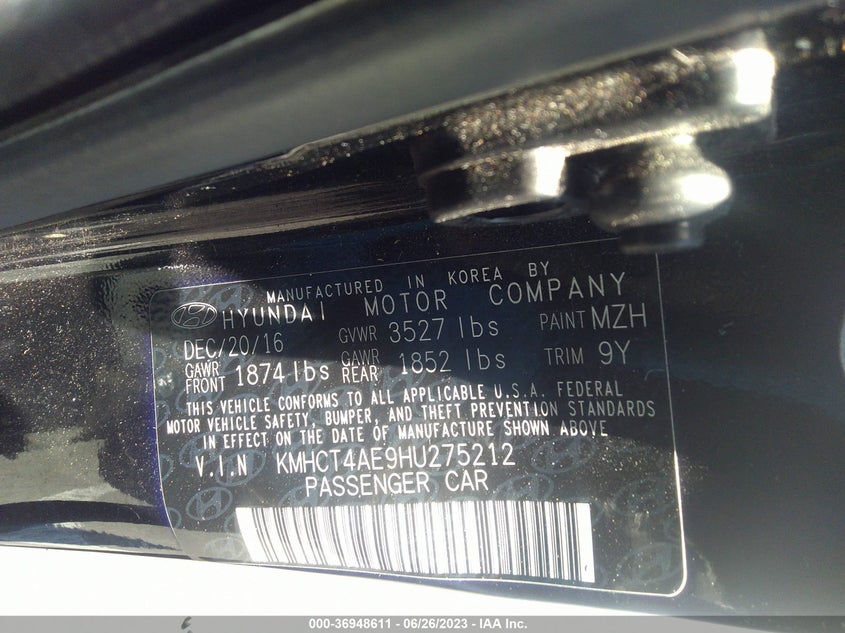 MANUFACTURED IN KOREA BY
HYUNDAI MOTOR COMPANY
DEC/20/16 GVWR 3527 lbs PAINT MZH
GAWR FRONT 1874 lbs GAWR REAR 1852 lbs TRIM 9Y
THIS VEHICLE CONFORMS TO ALL APPLICABLE U.S.A. FEDERAL
MOTOR VEHICLE SAFETY, BUMPER, AND THEFT PREVENTION STANDARDS
IN EFFECT ON THE DATE OF MANUFACTURE SHOWN ABOVE
V.I.N KMHCT4AE9HU275212
PASSENGER CAR
000-36948611 - 06/26/2023 - IAA Inc.